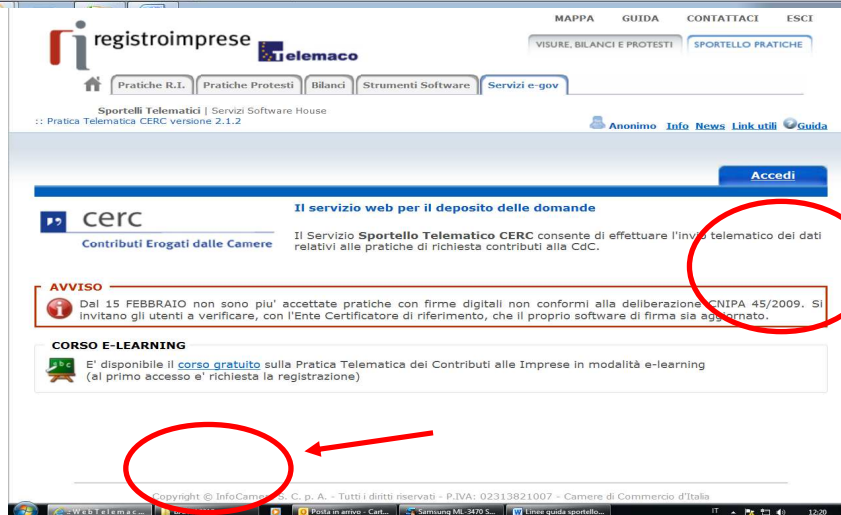 MAPPA GUIDA CONTATTACI ESCI
registroimprese Telemaco
VISURE, BILANCI E PROTESTI SPORTELLO PRATICHE
Pratiche R.I. Pratiche Protesti Bilanci Strumenti Software Servizi e-gov
Sportelli Telematici | Servizi Software House
:: Pratica Telematica CERC versione 2.1.2
Anonimo Info News Link utili Guida
Accedi
cerc
Contributi Erogati dalle Camere
Il servizio web per il deposito delle domande
Il Servizio Sportello Telematico CERC consente di effettuare l'invio telematico dei dati
relativi alle pratiche di richiesta contributi alla CdC.
AVVISO
Dal 15 FEBBRAIO non sono piu' accettate pratiche con firme digitali non conformi alla deliberazione CNIPA 45/2009. Si
invitano gli utenti a verificare, con l'Ente Certificatore di riferimento, che il proprio software di firma sia aggiornato.
CORSO E-LEARNING
abc
E' disponibile il corso gratuito sulla Pratica Telematica dei Contributi alle Imprese in modalità e-learning
(al primo accesso e' richiesta la registrazione)
Copyright © InfoCamere S. C. p. A. - Tutti i diritti riservati - P.IVA: 02313821007 - Camere di Commercio d'Italia
::WebTelemac... Posta in arrivo - Cart... Samsung ML-3470 S... Linee guida sportello... IT 12:20